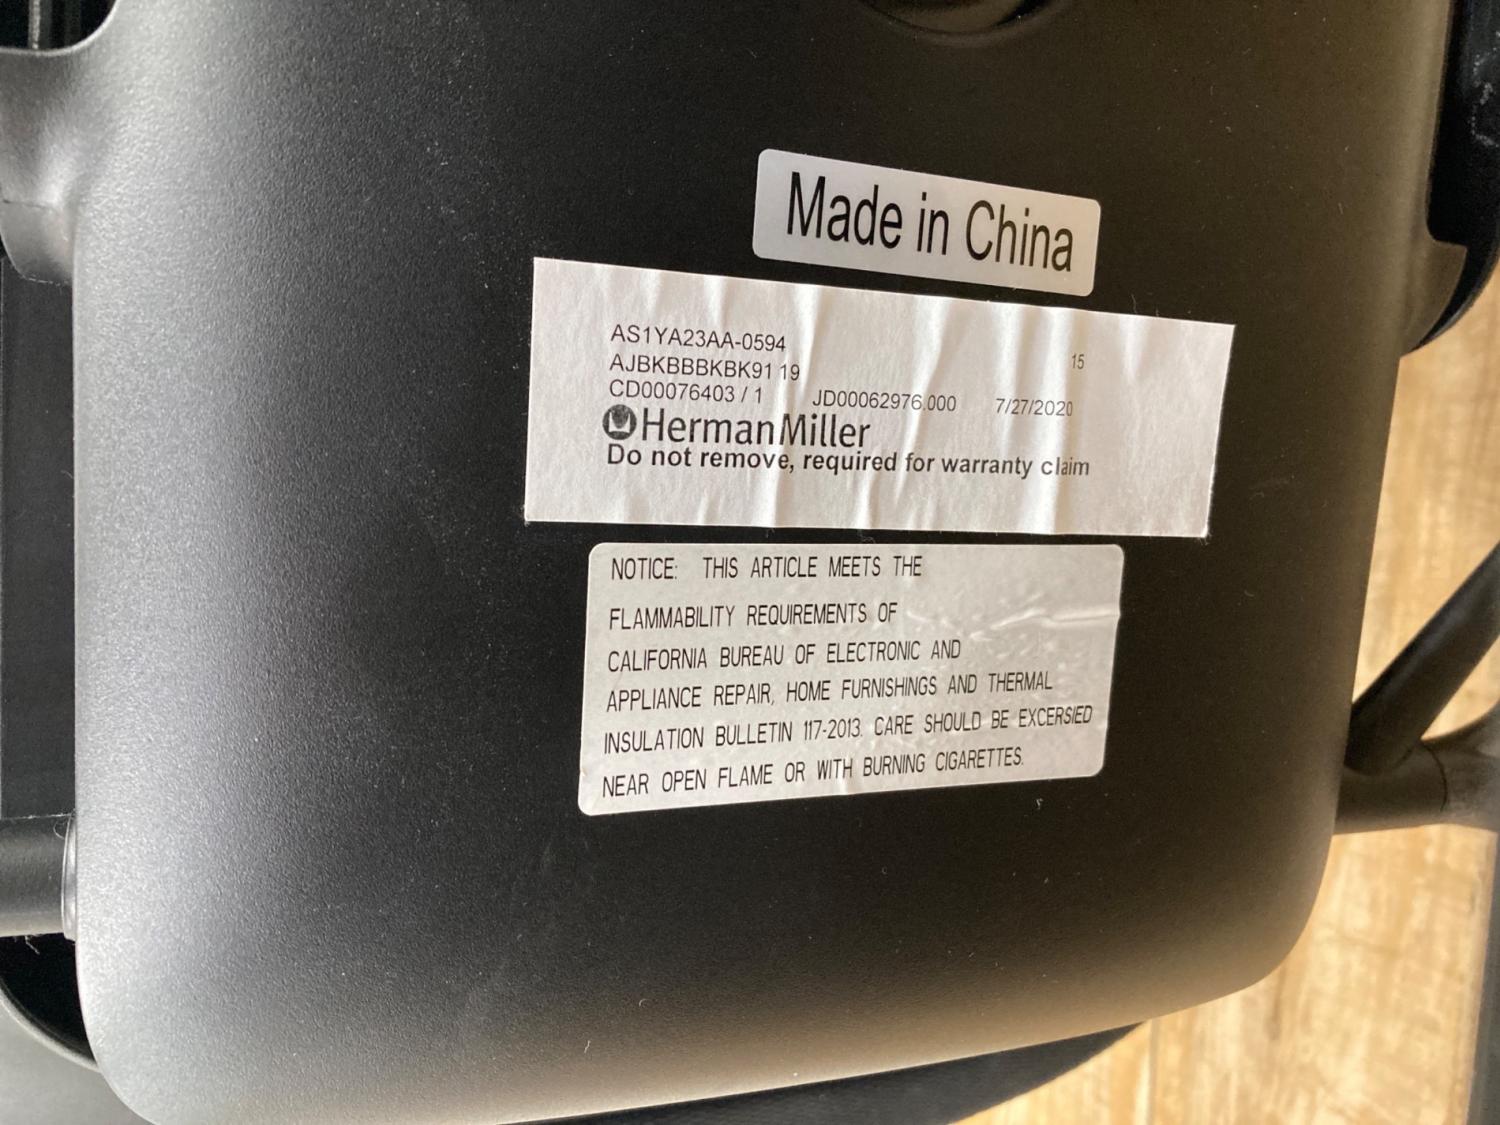 Made in China
AS1YA23AA-0594
15
AJBKBBBKBK91 19
CD00076403 / 1 JD00062976.000 7/27/2020
HermanMiller
Do not remove, required for warranty claim
NOTICE: THIS ARTICLE MEETS THE
FLAMMABILITY REQUIREMENTS OF
CALIFORNIA BUREAU OF ELECTRONIC AND
APPLIANCE REPAIR, HOME FURNISHINGS AND THERMAL
INSULATION BULLETIN 117-2013. CARE SHOULD BE EXCERSIED
NEAR OPEN FLAME OR WITH BURNING CIGARETTES.